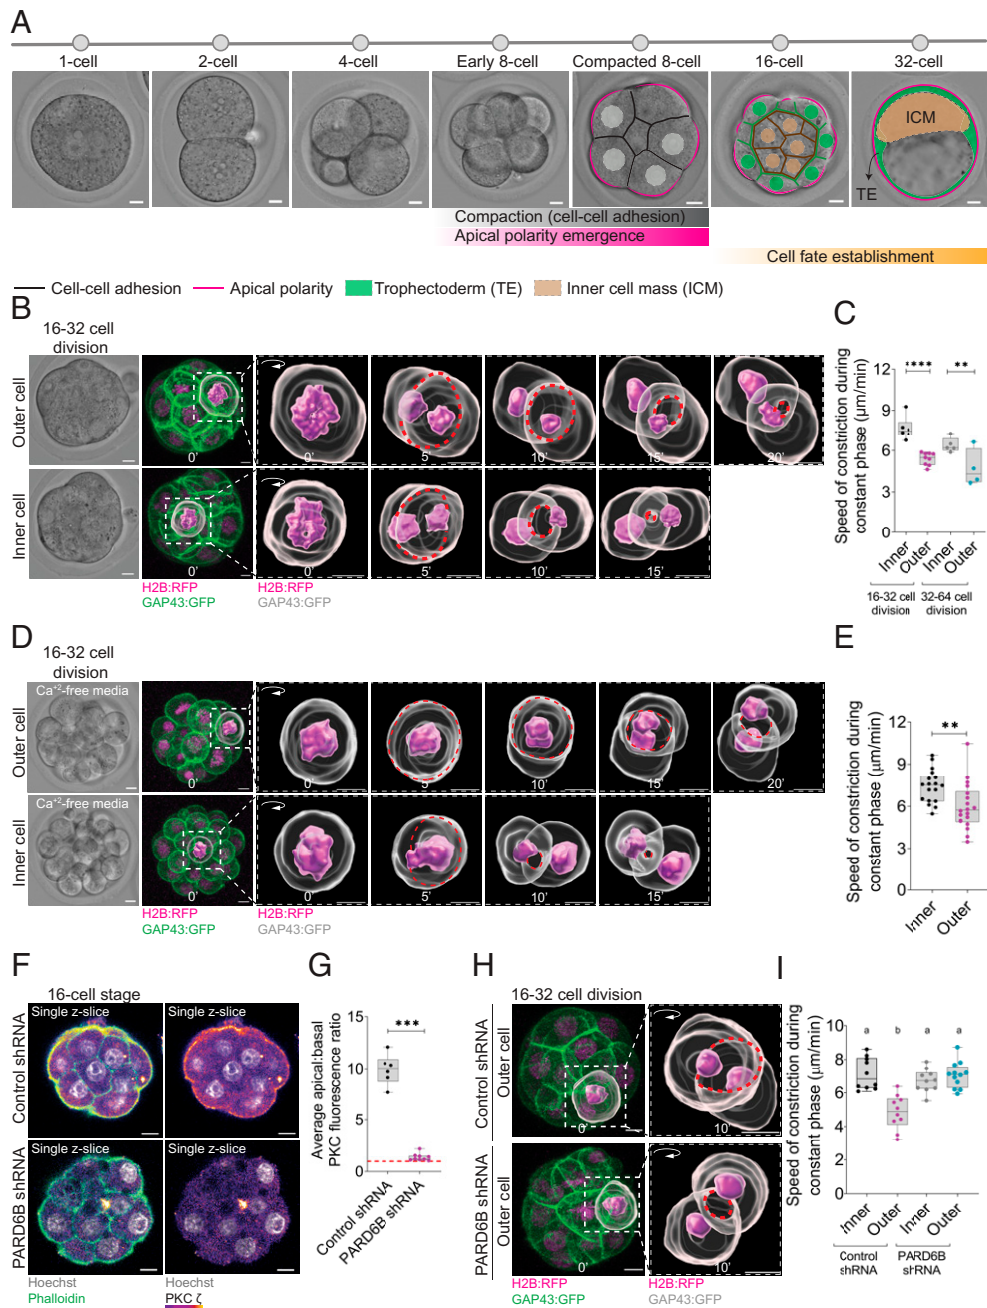 A
1-cell 2-cell 4-cell Early 8-cell Compacted 8-cell 16-cell 32-cell
ICM
TE
Compaction (cell-cell adhesion)
Apical polarity emergence
Cell fate establishment
Cell-cell adhesion Apical polarity Trophectoderm (TE) Inner cell mass (ICM)
B
16-32 cell
division
Outer cell
0' 0' 5' 10' 15' 20'
Inner cell
0' 0' 5' 10' 15'
H2B:RFP H2B:RFP
GAP43:GFP GAP43:GFP
C
Speed of constriction during
constant phase (μm/min)
**** **
12
9
6
3
0
Inner Outer Inner Outer
16-32 cell 32-64 cell
division division
D
16-32 cell
division
Outer cell
Ca⁺²-free media
0' 0' 5' 10' 15' 20'
Inner cell
Ca⁺²-free media
0' 0' 5' 10' 15'
H2B:RFP H2B:RFP
GAP43:GFP GAP43:GFP
E
Speed of constriction during
constant phase (μm/min)
**
12
9
6
3
0
Inner Outer
F
16-cell stage
Control shRNA
Single z-slice Single z-slice
PARD6B shRNA
Single z-slice Single z-slice
Hoechst Hoechst
Phalloidin PKC ζ
G
Average apical:basal
PKC fluorescence ratio
***
15
10
5
0
Control shRNA
PARD6B shRNA
H
16-32 cell division
Control shRNA
Outer cell
0' 10'
PARD6B shRNA
Outer cell
0' 10'
H2B:RFP H2B:RFP
GAP43:GFP GAP43:GFP
I
Speed of constriction during
constant phase (μm/min)
a b a a
10
8
6
4
2
0
Inner Outer Inner Outer
Control PARD6B
shRNA shRNA